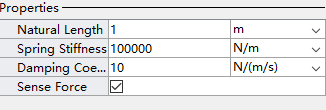 Properties
Natural Length 1 m
Spring Stiffness 100000 N/m
Damping Coe... 10 N/(m/s)
Sense Force